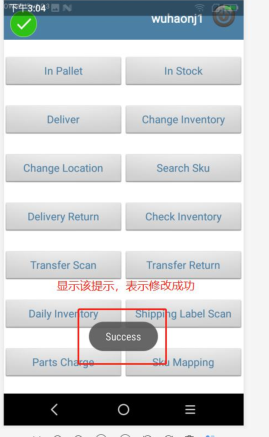 下午3:04
wuhaonj1
In Pallet In Stock
Deliver Change Inventory
Change Location Search Sku
Delivery Return Check Inventory
Transfer Scan Transfer Return
显示该提示，表示修改成功
Daily Inventory Shipping Label Scan
Success
Parts Charge Sku Mapping